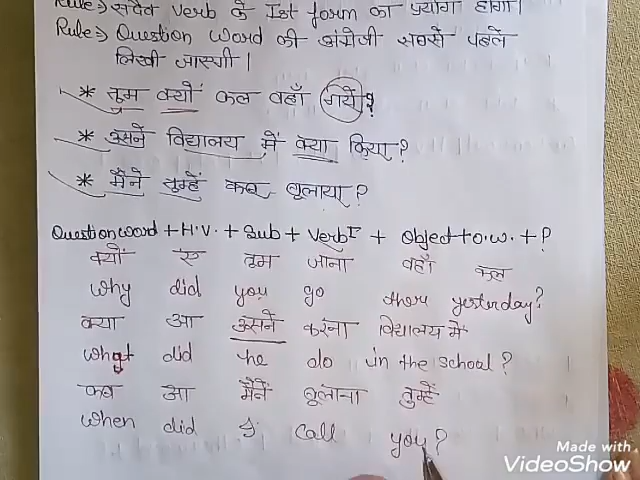 Rule⇒ सदैव verb के Ist form का प्रयोग होगा।
Rule⇒ Question Word की अंग्रेजी सबसे पहले
लिखी जाएगी।
* तुम क्यों कल वहाँ गये?
* उसने विद्यालय में क्या किया?
* मैंने तुम्हें कब बुलाया?
Question word + H.V. + Sub + Verb I + Object + O.W. + ?
क्यों तुम जाना वहाँ कल
Why did you go there yesterday?
क्या आ उसने करना विद्यालय में
what did he do in the school?
कब आ मैंने बुलाना तुम्हें
when did I call you?
Made with
VideoShow